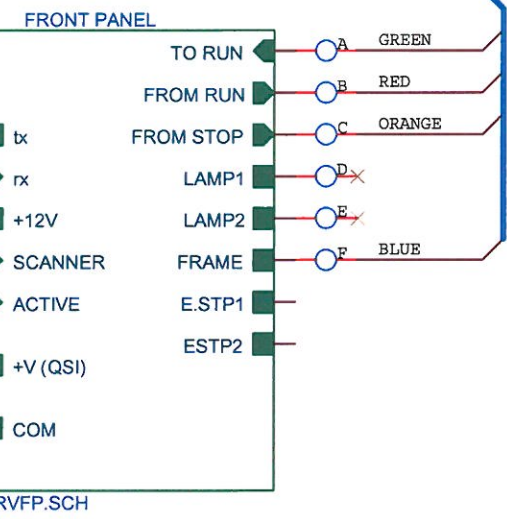 FRONT PANEL
TO RUN A GREEN
FROM RUN B RED
tx FROM STOP C ORANGE
rx LAMP1 D
+12V LAMP2 E
SCANNER FRAME F BLUE
ACTIVE E.STP1
ESTP2
+V (QSI)
COM
RVFP.SCH